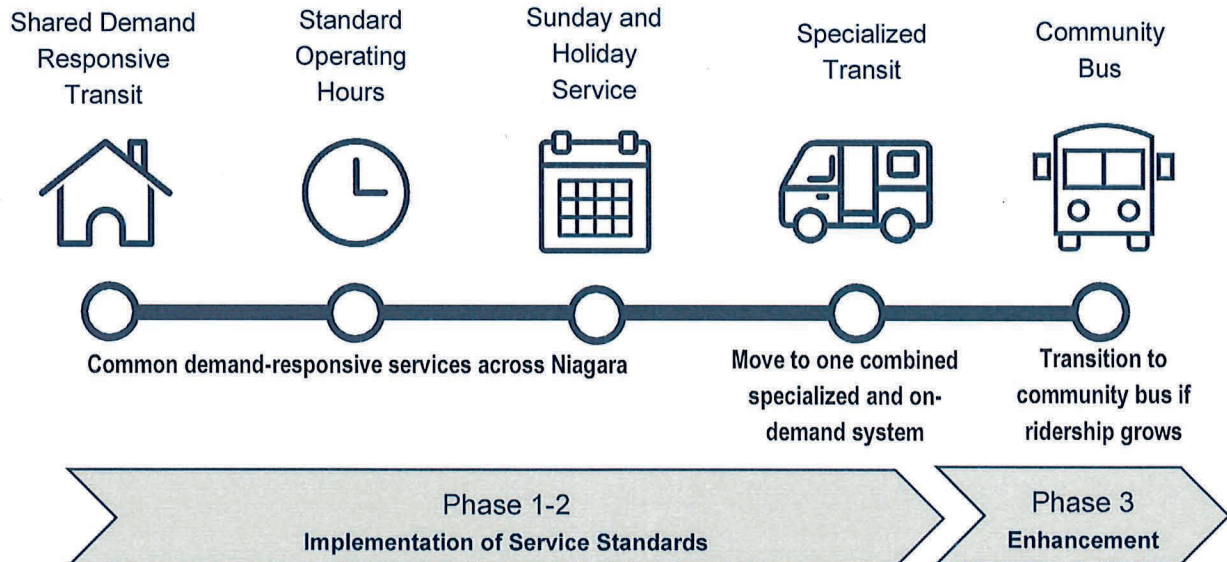 Shared Demand
Responsive
Transit
Standard
Operating
Hours
Sunday and
Holiday
Service
Specialized
Transit
Community
Bus
Common demand-responsive services across Niagara
Move to one combined
specialized and on-
demand system
Transition to
community bus if
ridership grows
Phase 1-2
Implementation of Service Standards
Phase 3
Enhancement